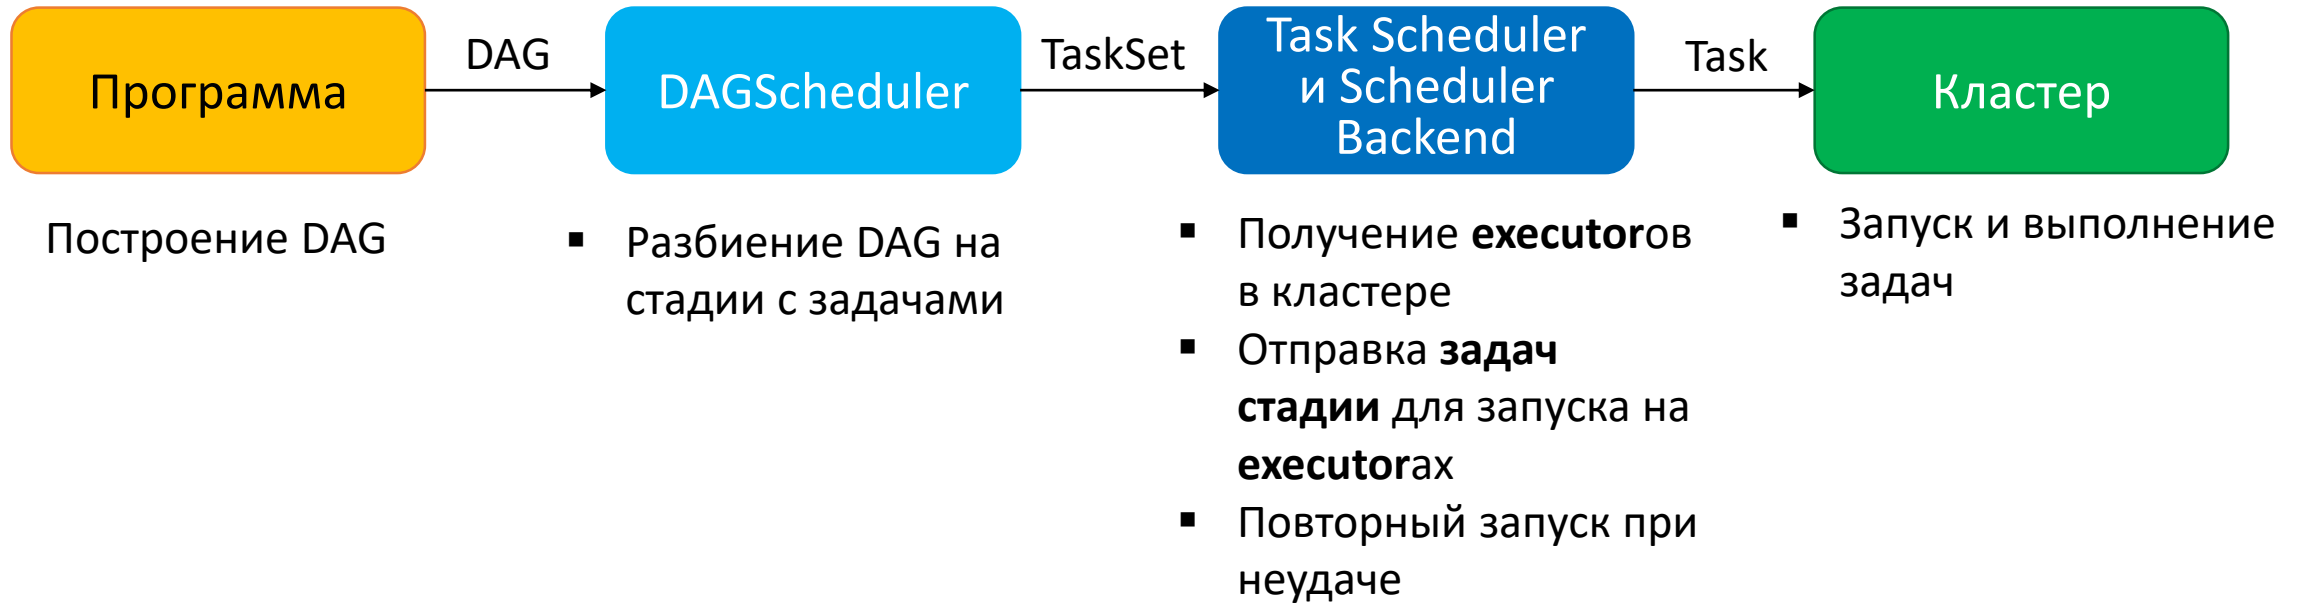 Программа
DAG
DAGScheduler
TaskSet
Task Scheduler
и Scheduler
Backend
Task
Кластер
Построение DAG
▪ Разбиение DAG на
стадии с задачами
▪ Получение executorов
в кластере
▪ Отправка задач
стадии для запуска на
executorах
▪ Повторный запуск при
неудаче
▪ Запуск и выполнение
задач